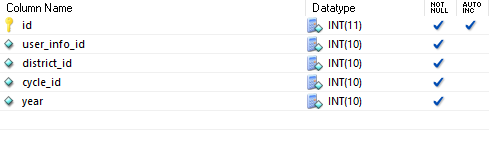 Column Name Datatype NOT NULL AUTO INC
id INT(11)
user_info_id INT(10)
district_id INT(10)
cycle_id INT(10)
year INT(10)